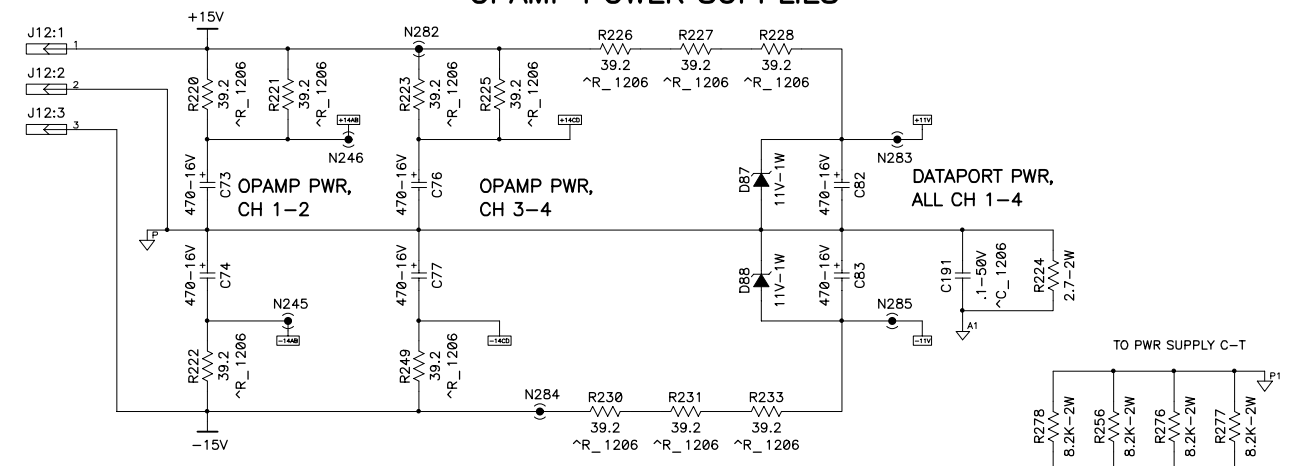 OPAMP POWER SUPPLIES
+15V
J12:1
1
J12:2
2
J12:3
3
N282
R226
39.2
^R_1206
R227
39.2
^R_1206
R228
39.2
^R_1206
R220
39.2
^R_1206
R221
39.2
^R_1206
R223
39.2
^R_1206
R225
39.2
^R_1206
+14AB
N246
+14CD
+11V
N283
470-16V
+
C73
OPAMP PWR,
CH 1-2
470-16V
+
C76
OPAMP PWR,
CH 3-4
D87
11V-1W
470-16V
+
C82
DATAPORT PWR,
ALL CH 1-4
P
470-16V
+
C74
470-16V
+
C77
D88
11V-1W
470-16V
+
C83
C191
.1-50V
^C_1206
R224
2.7-2W
A1
N245
-14AB
-14CD
N285
-11V
R222
39.2
^R_1206
R249
39.2
^R_1206
N284
R230
39.2
^R_1206
R231
39.2
^R_1206
R233
39.2
^R_1206
-15V
TO PWR SUPPLY C-T
P1
R278
8.2K-2W
R256
8.2K-2W
R276
8.2K-2W
R277
8.2K-2W